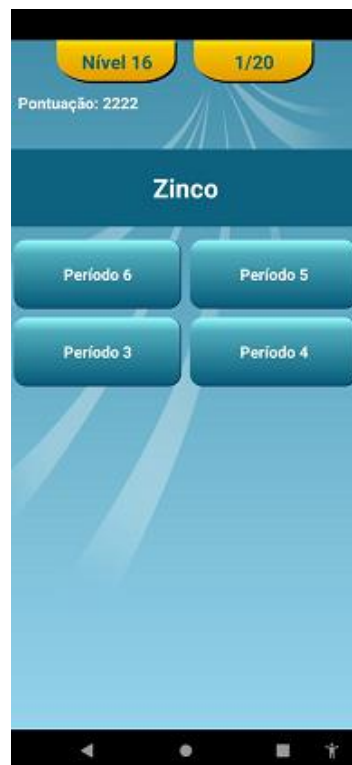 Nível 16
1/20
Pontuação: 2222
Zinco
Período 6
Período 5
Período 3
Período 4